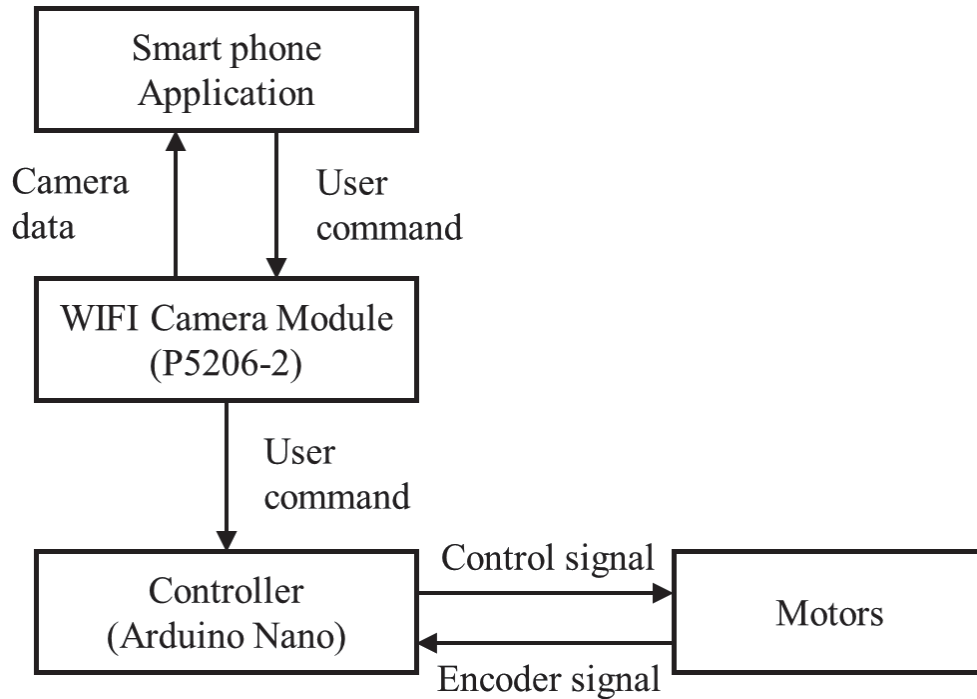 Smart phone
Application
Camera
data
User
command
WIFI Camera Module
(P5206-2)
User
command
Controller
(Arduino Nano)
Control signal
Encoder signal
Motors